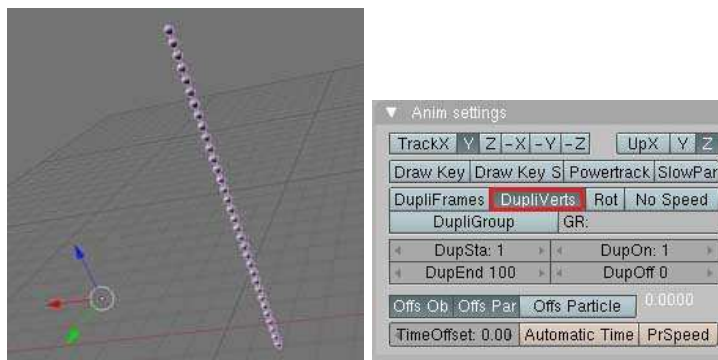 Anim settings
TrackX Y Z -X -Y -Z UpX Y Z
Draw Key Draw Key S Powertrack SlowPar
DupliFrames DupliVerts Rot No Speed
DupliGroup GR:
DupSta: 1 DupOn: 1
DupEnd 100 DupOff 0
Offs Ob Offs Par Offs Particle 0.0000
TimeOffset: 0.00 Automatic Time PrSpeed